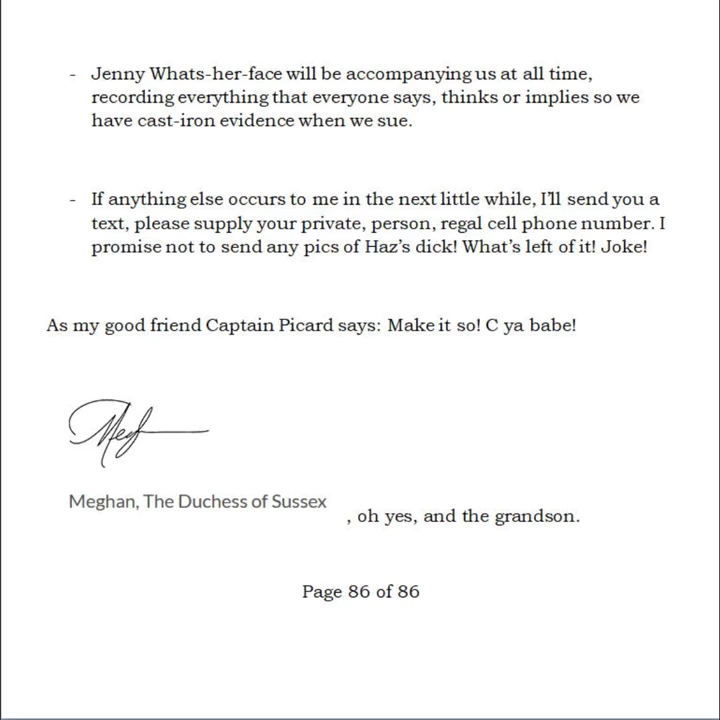 - Jenny Whats-her-face will be accompanying us at all time,
recording everything that everyone says, thinks or implies so we
have cast-iron evidence when we sue.
- If anything else occurs to me in the next little while, I'll send you a
text, please supply your private, person, regal cell phone number. I
promise not to send any pics of Haz's dick! What's left of it! Joke!
As my good friend Captain Picard says: Make it so! C ya babe!
Meghan, The Duchess of Sussex
, oh yes, and the grandson.
Page 86 of 86